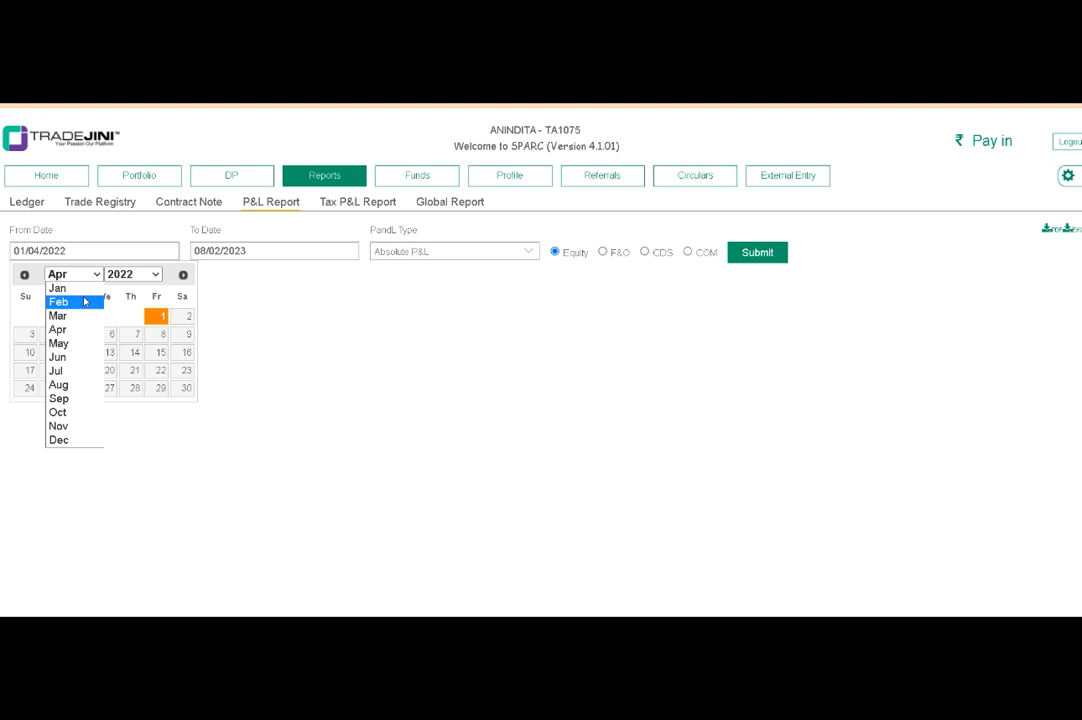 TRADEJINI™
Your Passion Our Platform
ANINDITA - TA1075
Welcome to SPARC (Version 4.1.01)
₹ Pay in
Logou
Home Portfolio DP Reports Funds Profile Referrals Circulars External Entry
Ledger Trade Registry Contract Note P&L Report Tax P&L Report Global Report
From Date To Date PandL Type
01/04/2022 08/02/2023 Absolute P&L Equity F&O CDS COM Submit
Apr 2022
Su Th Fr Sa
1 2
3 6 7 8 9
10 13 14 15 16
17 20 21 22 23
24 27 28 29 30
Jan
Feb
Mar
Apr
May
Jun
Jul
Aug
Sep
Oct
Nov
Dec